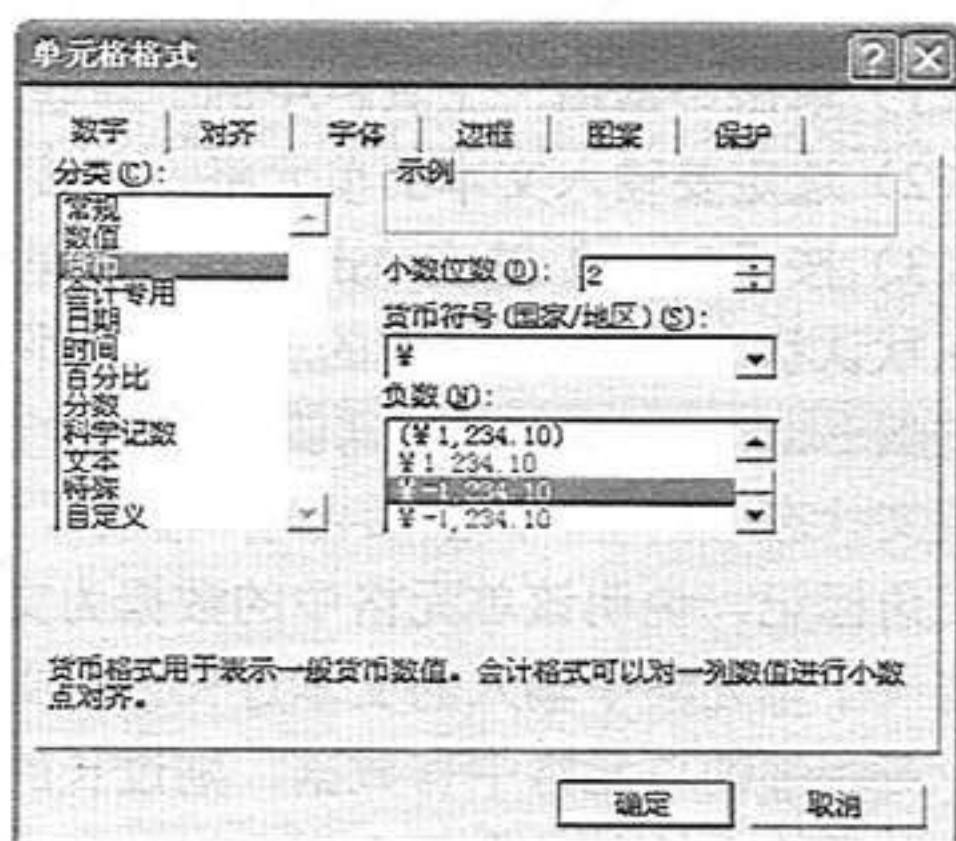 单元格格式
数字 对齐 字体 边框 图案 保护
分类(C):
常规
数值
货币
会计专用
日期
时间
百分比
分数
科学记数
文本
特殊
自定义
示例
小数位数(D): 2
货币符号(国家/地区)(S):
¥
负数(N):
(¥1,234.10)
¥1,234.10
¥-1,234.10
¥-1,234.10
货币格式用于表示一般货币数值。会计格式可以对一列数值进行小数
点对齐。
确定 取消